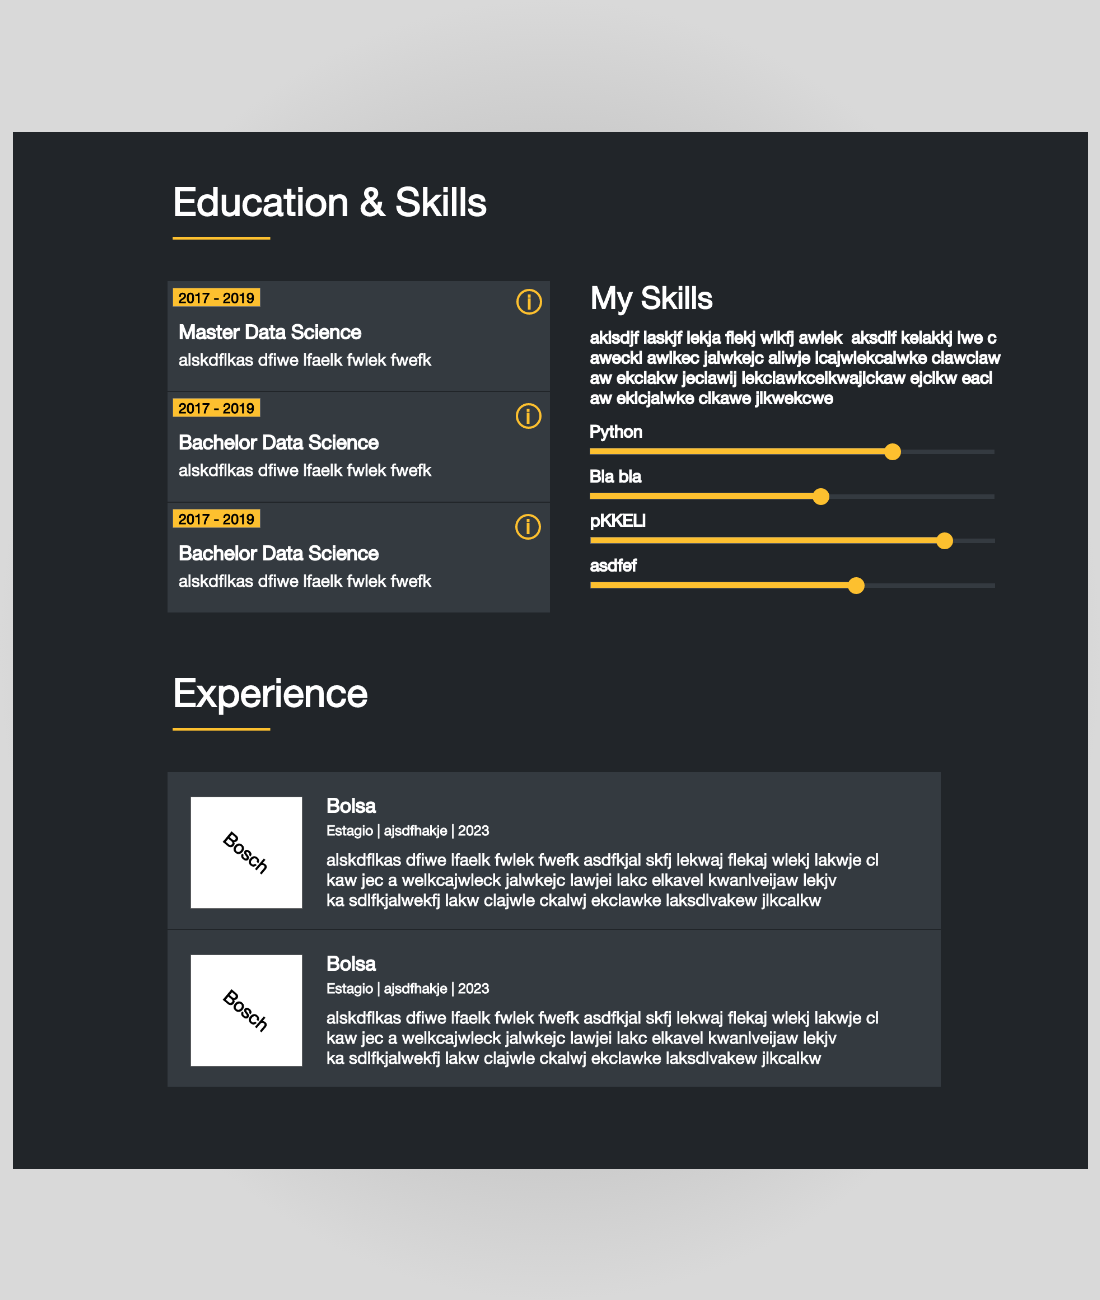 Education & Skills
2017 - 2019
Master Data Science
alskdflkas dfiwe lfaelk fwlek fwefk
2017 - 2019
Bachelor Data Science
alskdflkas dfiwe lfaelk fwlek fwefk
2017 - 2019
Bachelor Data Science
alskdflkas dfiwe lfaelk fwlek fwefk
My Skills
aklsdjf laskjf lekja flekj wlkfj awlek  aksdlf kelakkj lwe c
aweckl awlkec jalwkejc aliwje lcajwlekcalwke clawclaw
aw ekclakw jeclawij lekclawkcelkwajlckaw ejclkw eacl
aw eklcjalwke clkawe jlkwekcwe
Python
Bla bla
pKKELl
asdfef
Experience
Bosch
Bolsa
Estagio | ajsdfhakje | 2023
alskdflkas dfiwe lfaelk fwlek fwefk asdfkjal skfj lekwaj flekaj wlekj lakwje cl
kaw jec a welkcajwleck jalwkejc lawjei lakc elkavel kwanlveijaw lekjv
ka sdlfkjalwekfj lakw clajwle ckalwj ekclawke laksdlvakew jlkcalkw
Bosch
Bolsa
Estagio | ajsdfhakje | 2023
alskdflkas dfiwe lfaelk fwlek fwefk asdfkjal skfj lekwaj flekaj wlekj lakwje cl
kaw jec a welkcajwleck jalwkejc lawjei lakc elkavel kwanlveijaw lekjv
ka sdlfkjalwekfj lakw clajwle ckalwj ekclawke laksdlvakew jlkcalkw